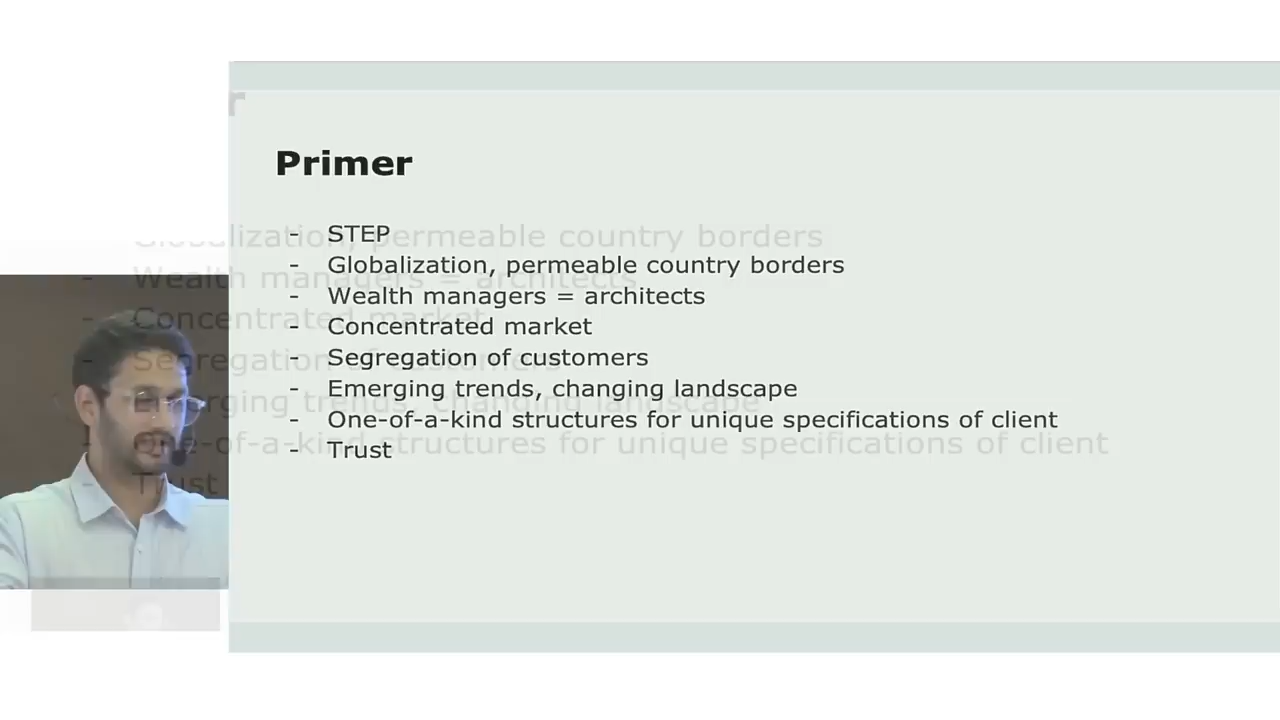 Primer
- STEP
- Globalization, permeable country borders
- Wealth managers = architects
- Concentrated market
- Segregation of customers
- Emerging trends, changing landscape
- One-of-a-kind structures for unique specifications of client
- Trust